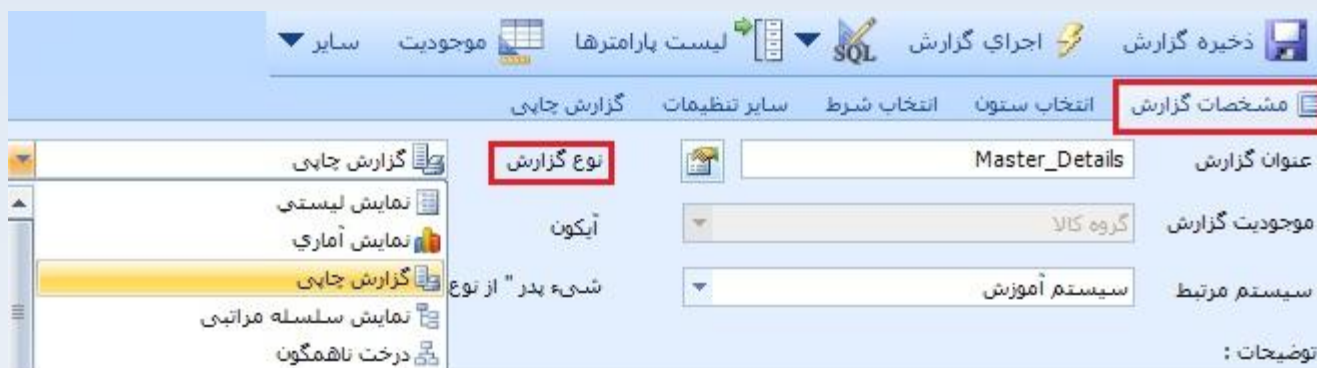 ذخیره گزارش اجرای گزارش SQL لیست پارامترها موجودیت سایر
مشخصات گزارش انتخاب ستون انتخاب شرط سایر تنظیمات گزارش چاپی
عنوان گزارش Master_Details نوع گزارش گزارش چاپی
نمایش لیستی
موجودیت گزارش گروه کالا آیکون نمایش آماری
گزارش چاپی
سیستم مرتبط سیستم آموزش شیء پدر " از نوع
نمایش سلسله مراتبی
توضیحات : درخت ناهمگون